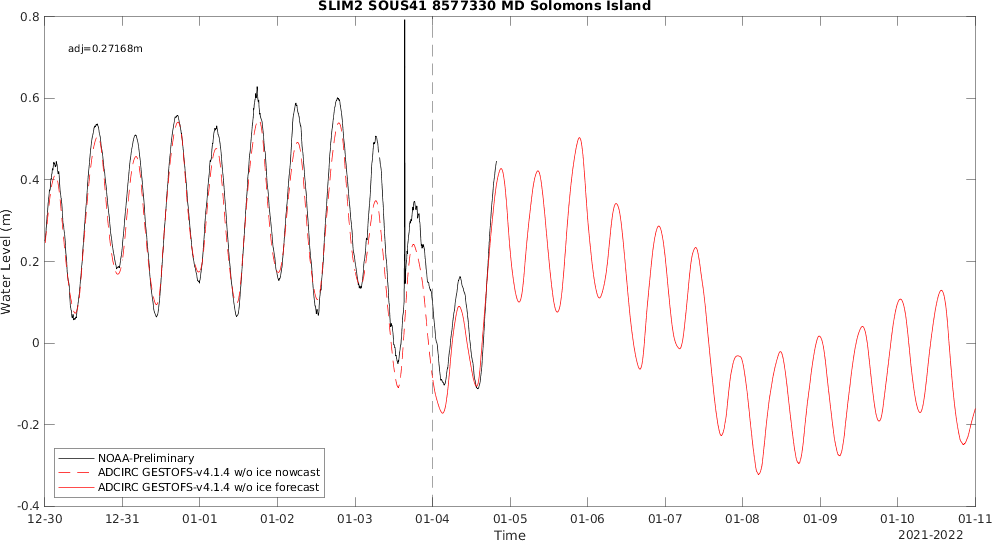 SLIM2 SOUS41 8577330 MD Solomons Island
adj=0.27168m
0.8
0.6
0.4
0.2
0
-0.2
-0.4
Water Level (m)
NOAA-Preliminary
ADCIRC GESTOFS-v4.1.4 w/o ice nowcast
ADCIRC GESTOFS-v4.1.4 w/o ice forecast
12-30 12-31 01-01 01-02 01-03 01-04 01-05 01-06 01-07 01-08 01-09 01-10 01-11
Time
2021-2022